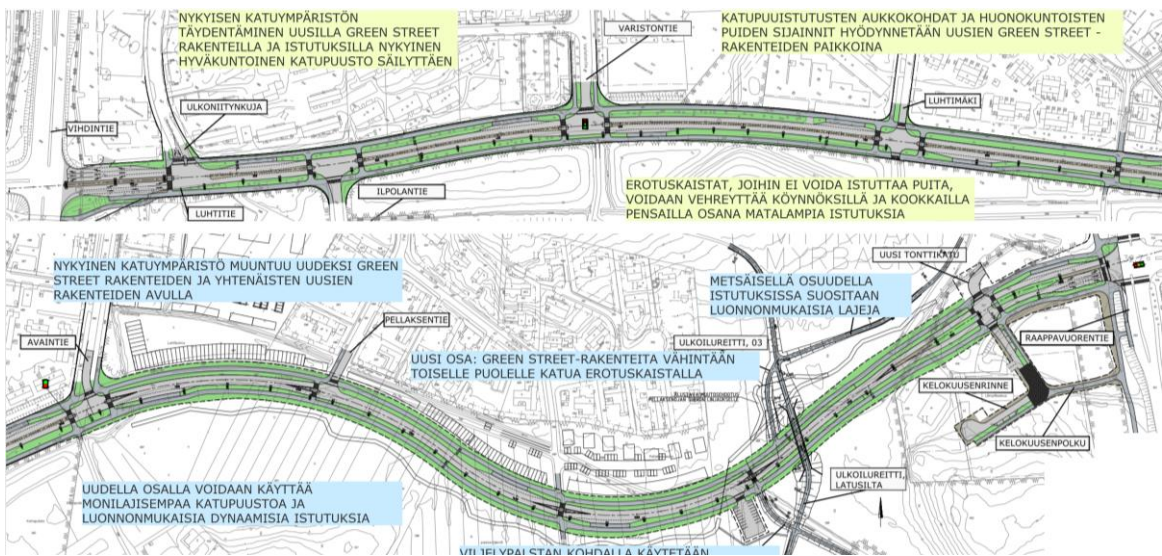 NYKYISEN KATUYMPÄRISTÖN
TÄYDENTÄMINEN UUSILLA GREEN STREET
RAKENTEILLA JA ISTUTUKSILLA NYKYINEN
HYVÄKUNTOINEN KATUPUUSTO SÄILYTTÄEN
VARISTONTIE
KATUPUUISTUTUSTEN AUKKOKOHDAT JA HUONOKUNTOISTEN
PUIDEN SIJAINNIT HYÖDYNNETÄÄN UUSIEN GREEN STREET -
RAKENTEIDEN PAIKKOINA
ULKONIITYNKUJA
LUHTIMÄKI
VIHDINTIE
LUHTITIE
ILPOLANTIE
EROTUSKAISTAT, JOIHIN EI VOIDA ISTUTTAA PUITA,
VOIDAAN VEHREYTTÄÄ KÖYNNÖKSILLÄ JA KOOKKAILLA
PENSAILLA OSANA MATALAMPIA ISTUTUKSIA
NYKYINEN KATUYMPÄRISTÖ MUUNTUU UUDEKSI GREEN
STREET RAKENTEIDEN JA YHTENÄISTEN UUSIEN
RAKENTEIDEN AVULLA
UUSI TONTTIKATU
METSÄISELLÄ OSUUDELLA
ISTUTUKSISSA SUOSITAAN
LUONNONMUKAISIA LAJEJA
PELLAKSENTIE
AVAINTIE
ULKOILUREITTI, 03
RAAPPAVUORENTIE
UUSI OSA: GREEN STREET-RAKENTEITA VÄHINTÄÄN
TOISELLE PUOLELLE KATUA EROTUSKAISTALLA
KELOKUUSENRINNE
KELOKUUSENPOLKU
ULKOILUREITTI,
LATUSILTA
UUDELLA OSALLA VOIDAAN KÄYTTÄÄ
MONILAJISEMPAA KATUPUUSTOA JA
LUONNONMUKAISIA DYNAAMISIA ISTUTUKSIA
VILJELYPALSTAN KOHDALLA KÄYTETÄÄN